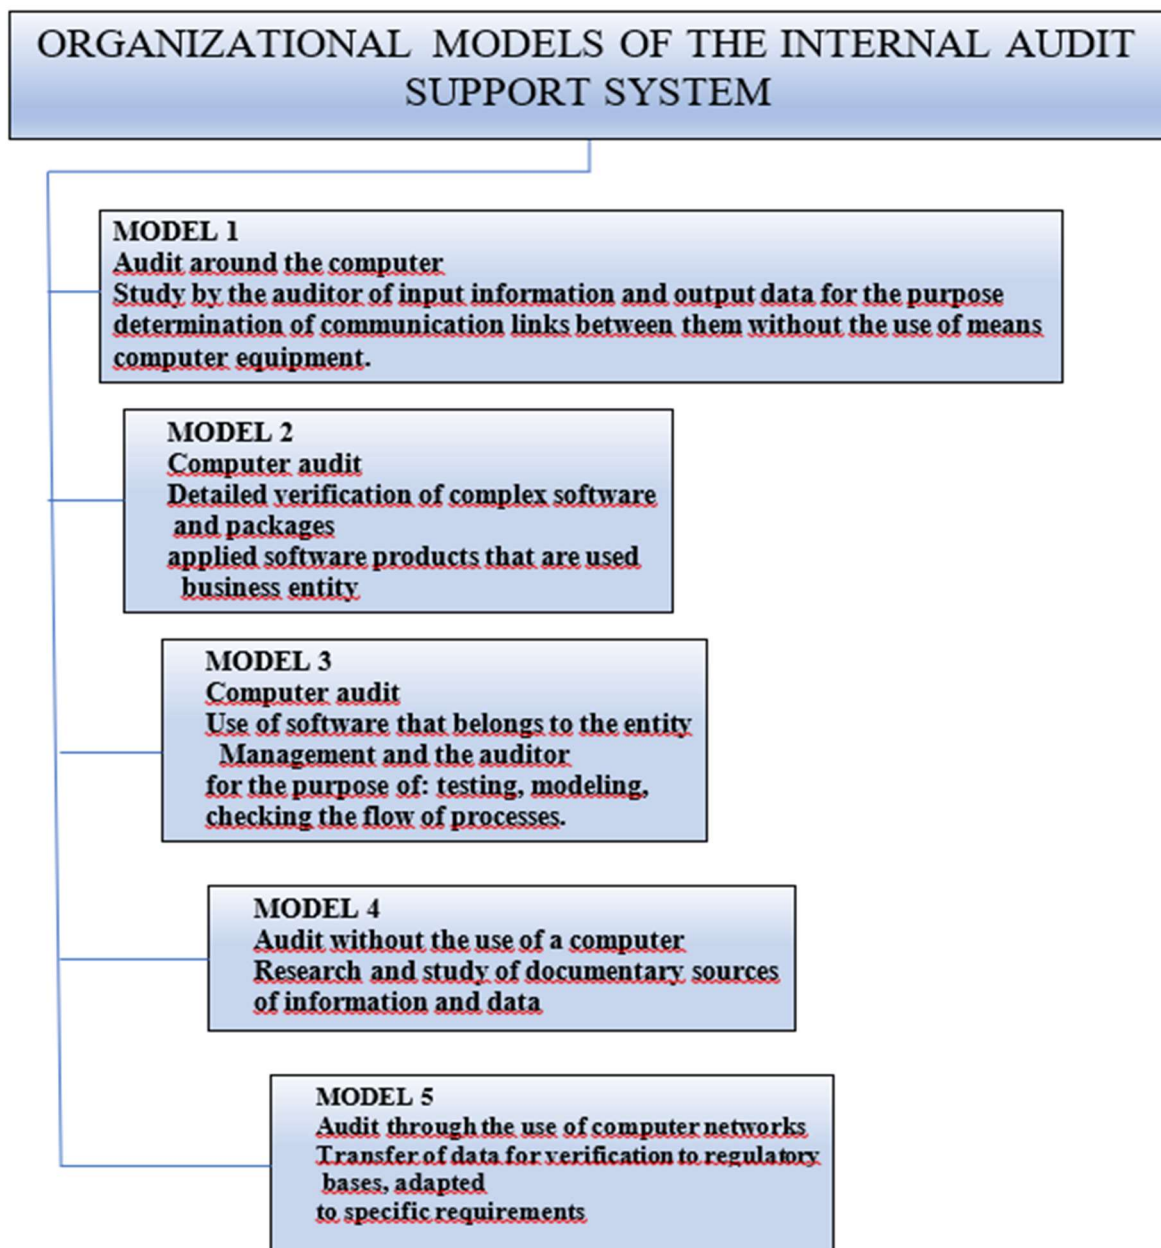 ORGANIZATIONAL MODELS OF THE INTERNAL AUDIT
SUPPORT SYSTEM
MODEL 1
Audit around the computer
Study by the auditor of input information and output data for the purpose
determination of communication links between them without the use of means
computer equipment.
MODEL 2
Computer audit
Detailed verification of complex software
and packages
applied software products that are used
business entity
MODEL 3
Computer audit
Use of software that belongs to the entity
Management and the auditor
for the purpose of: testing, modeling,
checking the flow of processes.
MODEL 4
Audit without the use of a computer
Research and study of documentary sources
of information and data
MODEL 5
Audit through the use of computer networks
Transfer of data for verification to regulatory
bases, adapted
to specific requirements